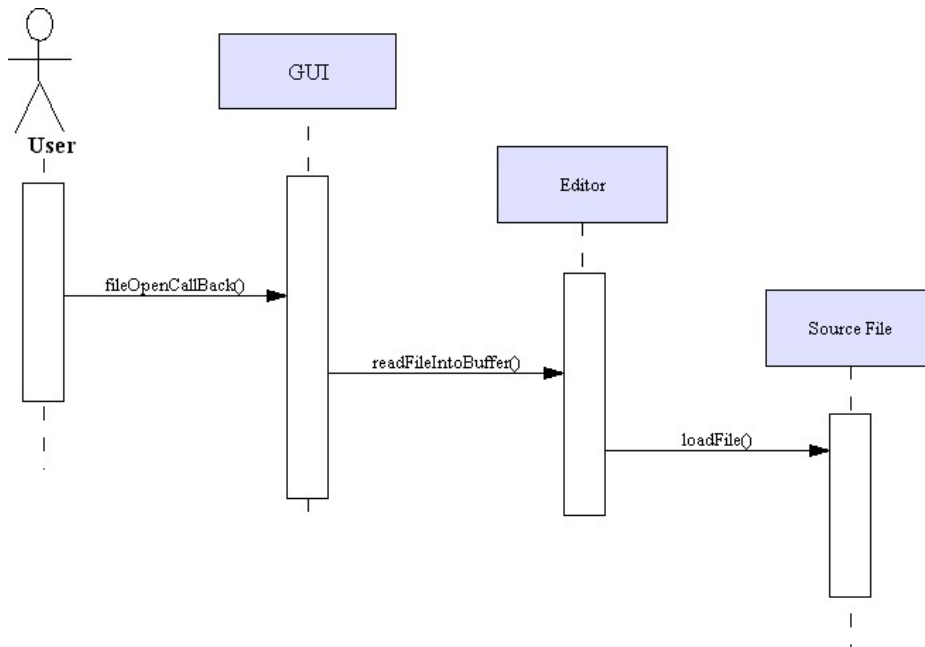 GUI
User
Editor
fileOpenCallBack()
Source File
readFileIntoBuffer()
loadFile()